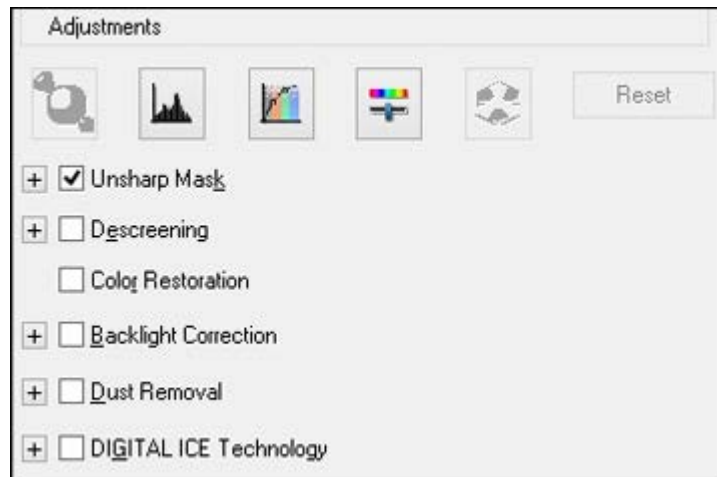 Adjustments
Reset
Unsharp Mask
Descreening
Color Restoration
Backlight Correction
Dust Removal
DIGITAL ICE Technology